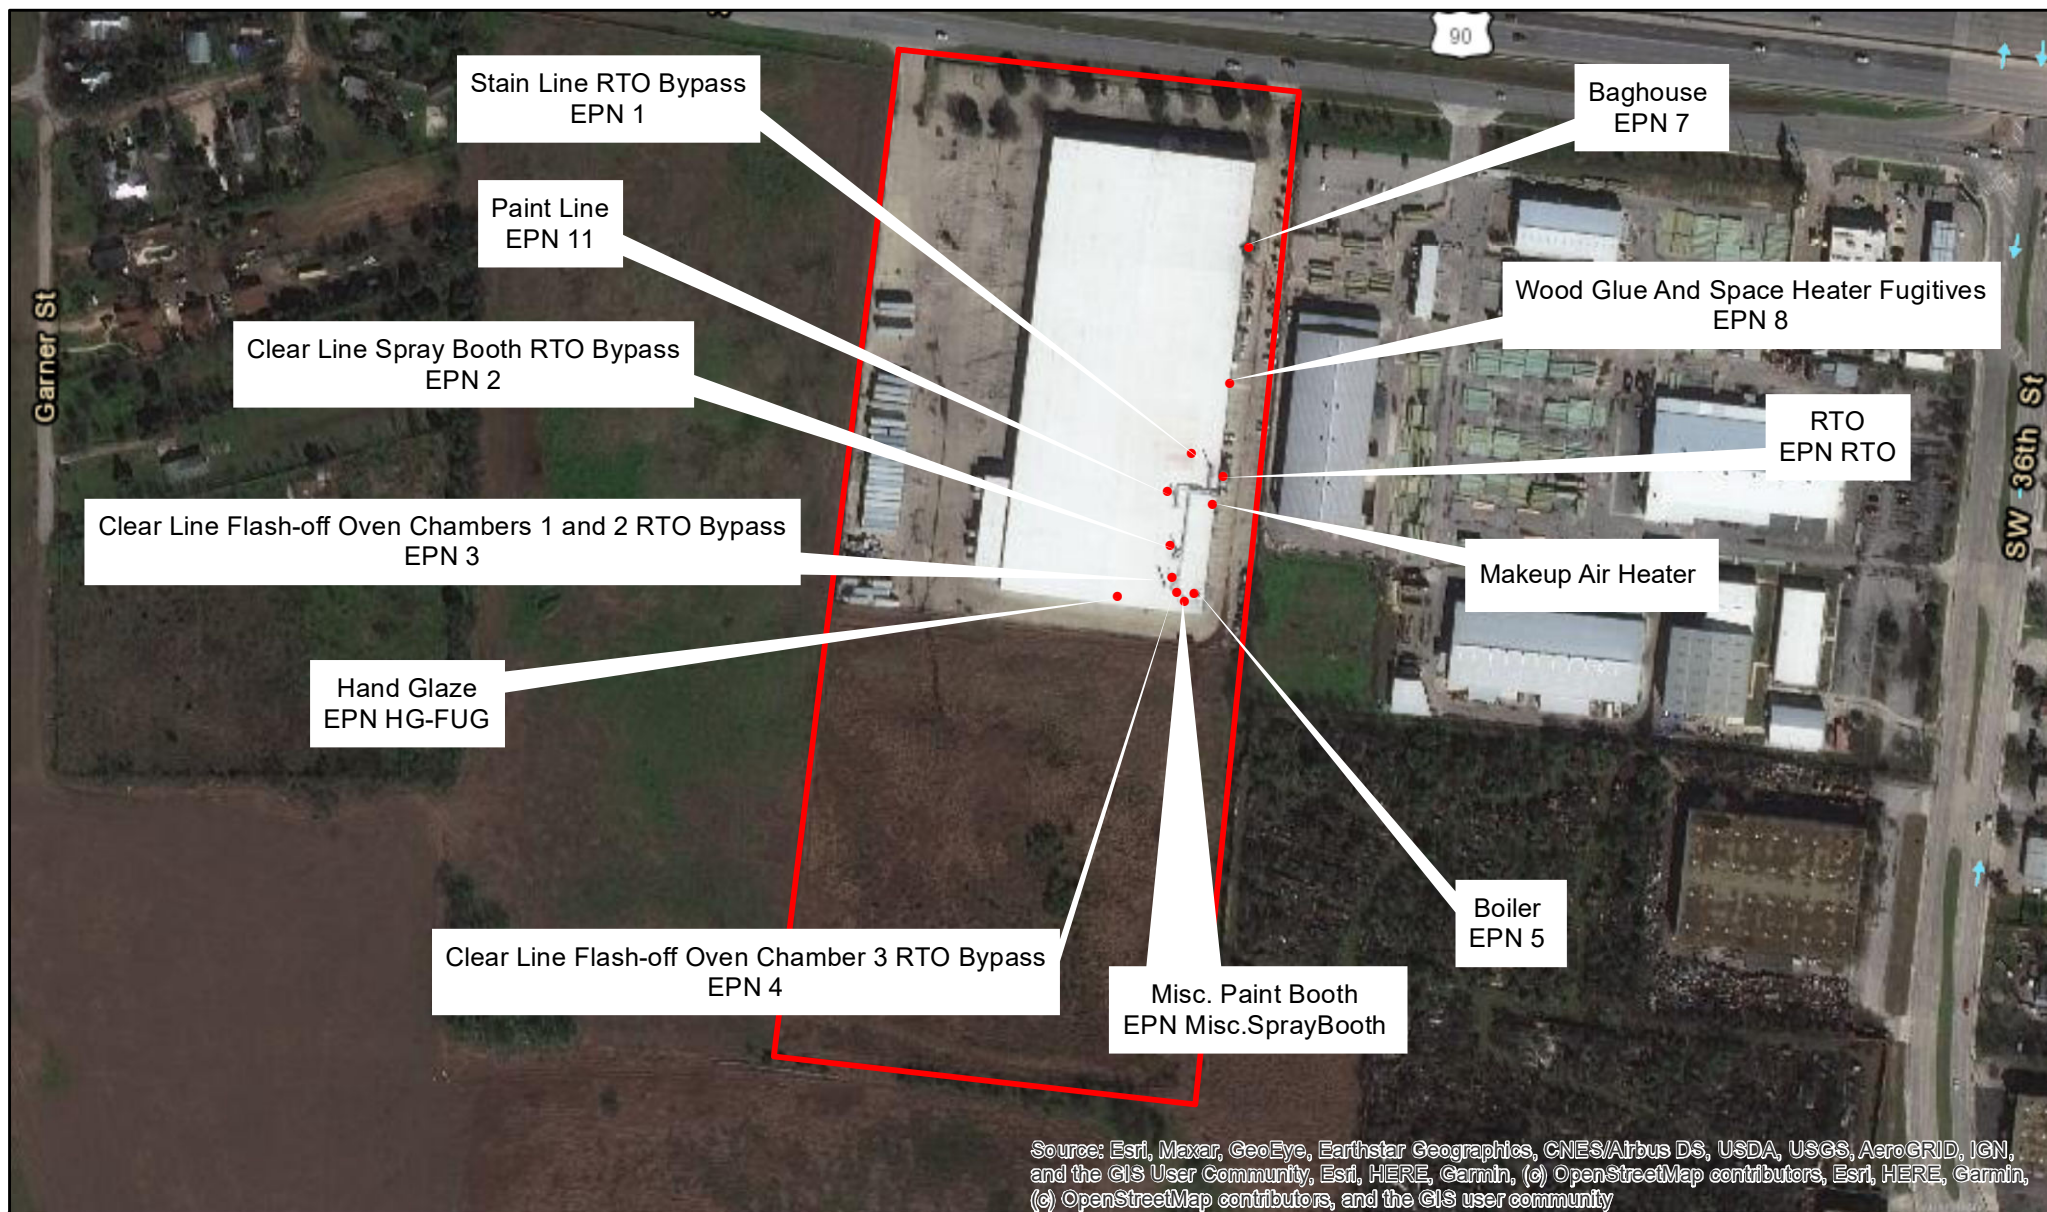 90
Stain Line RTO Bypass
EPN 1
Baghouse
EPN 7
Paint Line
EPN 11
Wood Glue And Space Heater Fugitives
EPN 8
Garner St
Clear Line Spray Booth RTO Bypass
EPN 2
SW 36th St
RTO
EPN RTO
Clear Line Flash-off Oven Chambers 1 and 2 RTO Bypass
EPN 3
Makeup Air Heater
Hand Glaze
EPN HG-FUG
Boiler
EPN 5
Clear Line Flash-off Oven Chamber 3 RTO Bypass
EPN 4
Misc. Paint Booth
EPN Misc.SprayBooth
Source: Esri, Maxar, GeoEye, Earthstar Geographics, CNES/Airbus DS, USDA, USGS, AeroGRID, IGN,
and the GIS User Community, Esri, HERE, Garmin, (c) OpenStreetMap contributors, Esri, HERE, Garmin,
(c) OpenStreetMap contributors, and the GIS user community